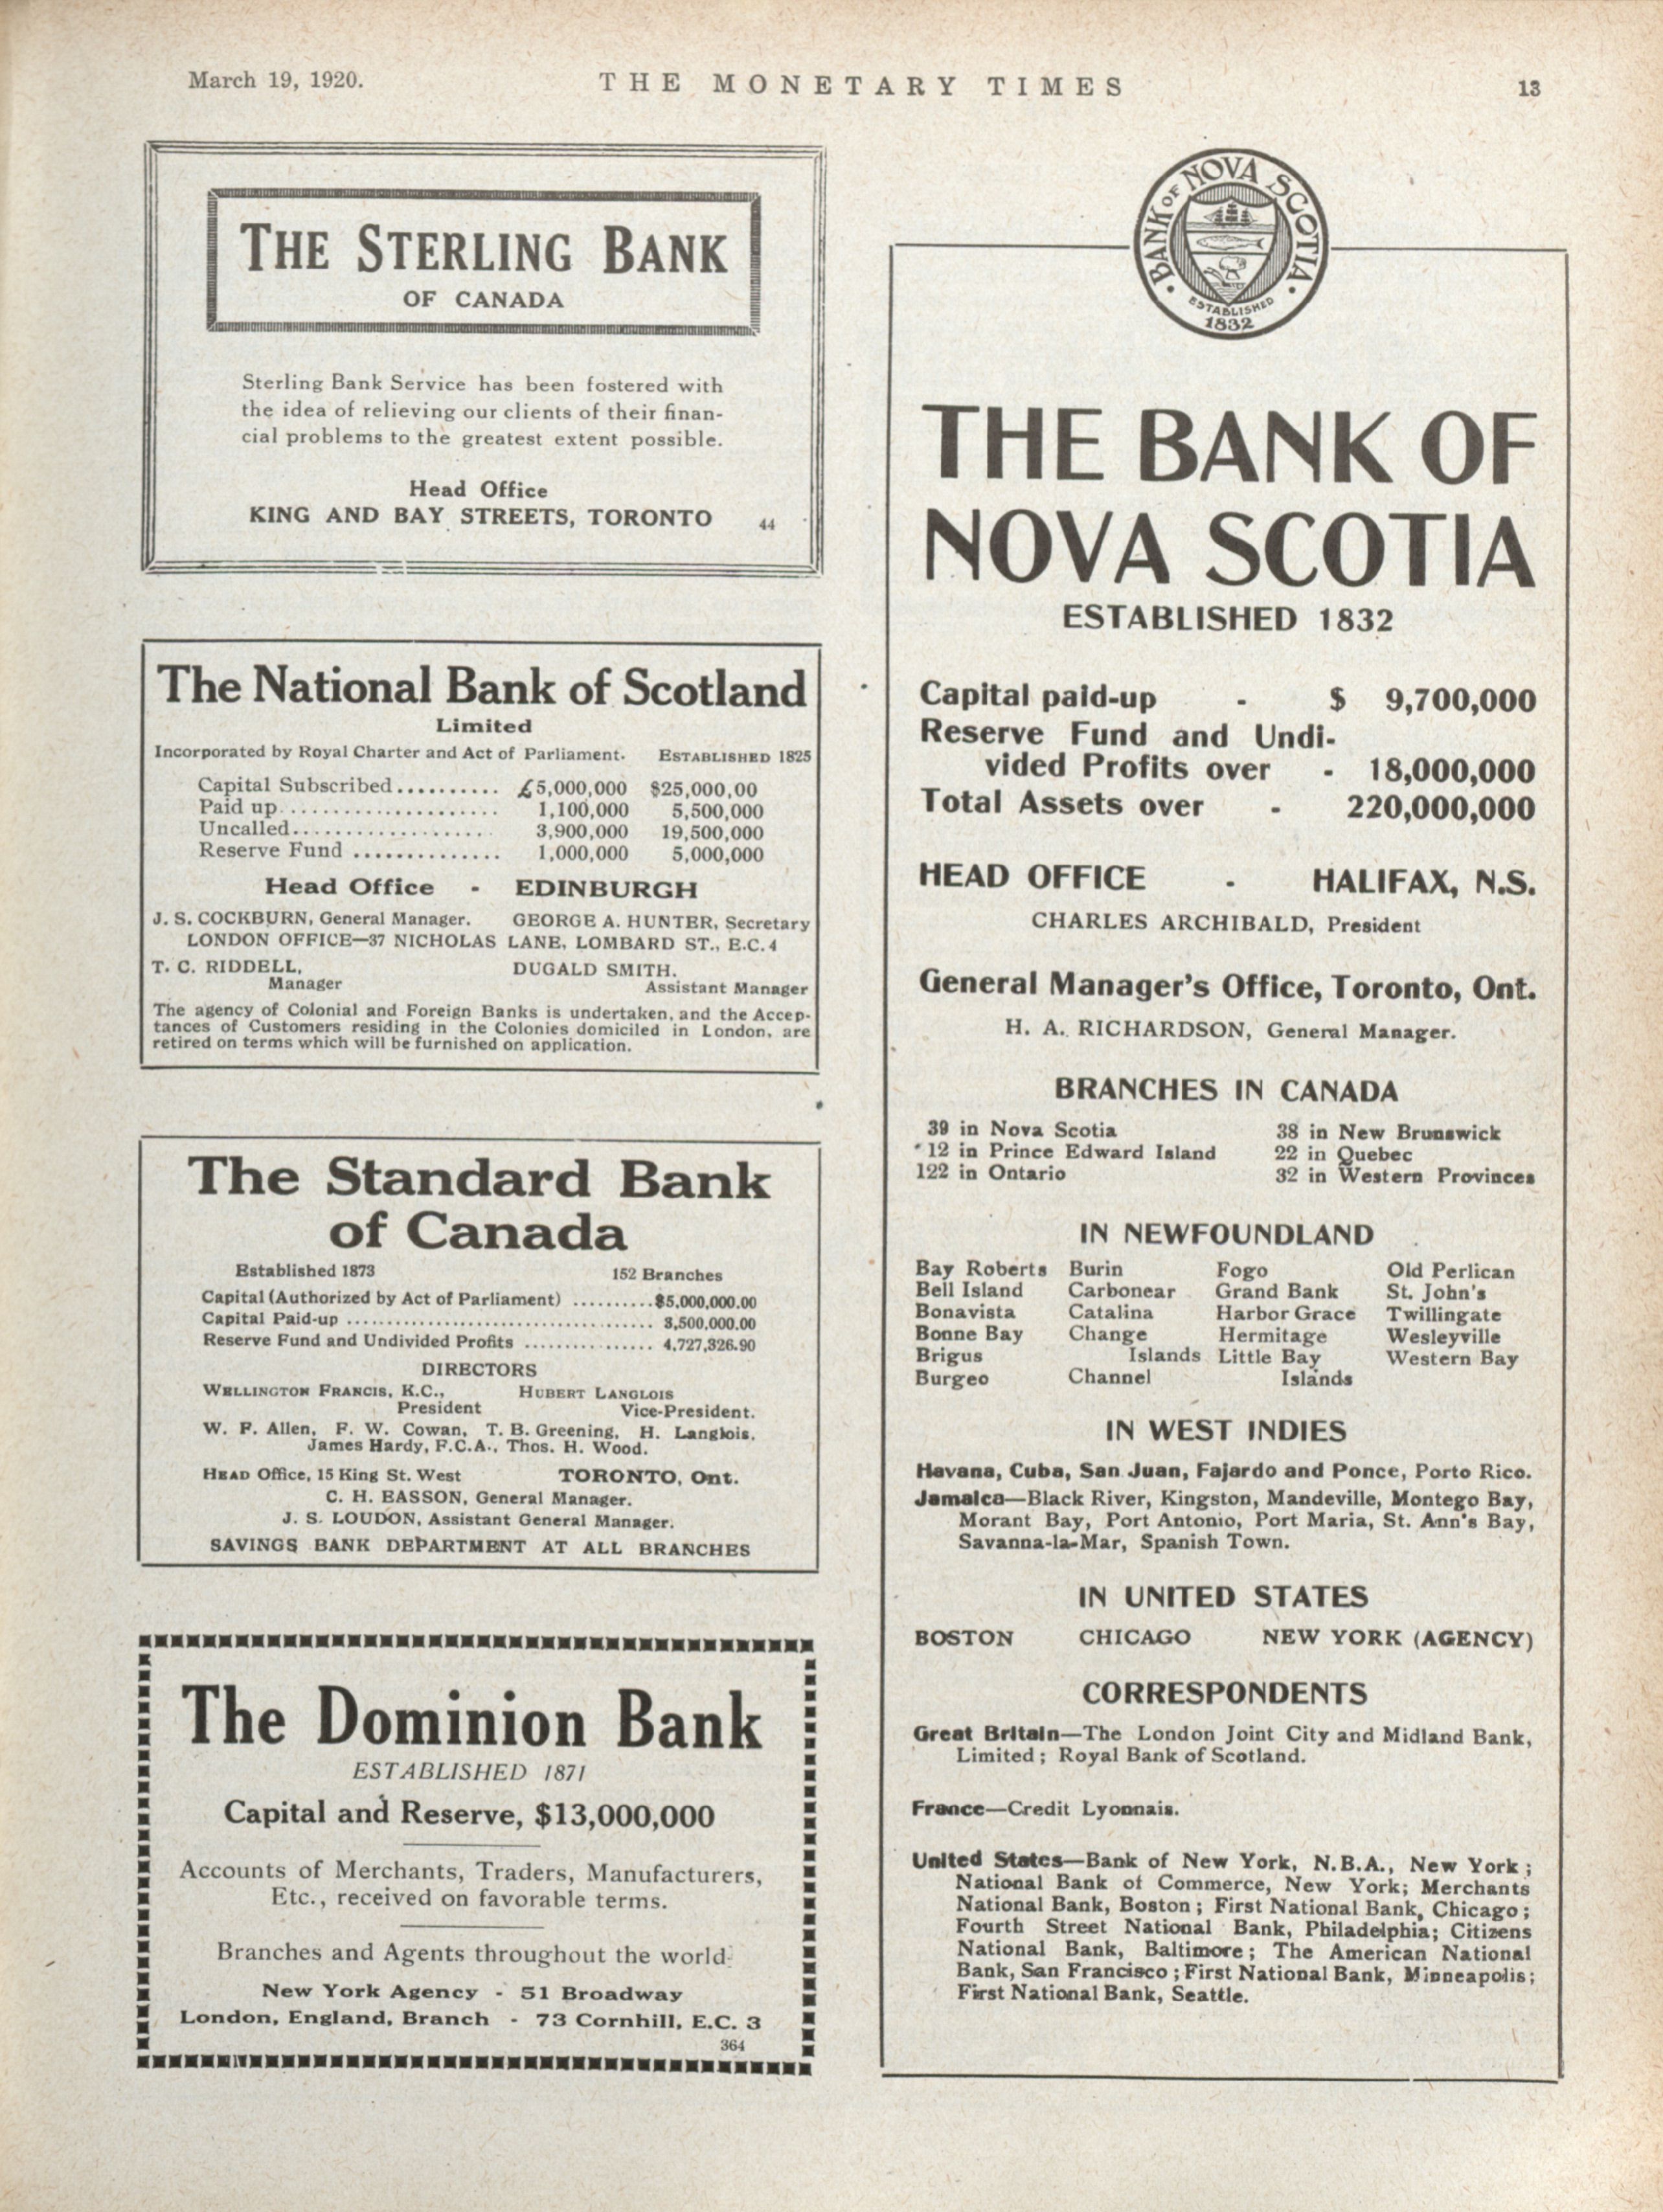 March 19, 1920.
THE MONETARY TIMES
13
THE STERLING BANK
OF CANADA
Sterling Bank Service has been fostered with
the idea of relieving our clients of their finan-
cial problems to the greatest extent possible.
Head Office
KING AND BAY STREETS, TORONTO
44
The National Bank of Scotland
Limited
Incorporated by Royal Charter and Act of Parliament. ESTABLISHED 1825
Capital Subscribed.......... £5,000,000 $25,000,00
Paid up..................... 1,100,000 5,500,000
Uncalled................... 3,900,000 19,500,000
Reserve Fund .............. 1,000,000 5,000,000
Head Office - EDINBURGH
J. S. COCKBURN, General Manager. GEORGE A. HUNTER, Secretary
LONDON OFFICE—37 NICHOLAS LANE, LOMBARD ST., E.C.4
T. C. RIDDELL, DUGALD SMITH.
Manager Assistant Manager
The agency of Colonial and Foreign Banks is undertaken, and the Accep-
tances of Customers residing in the Colonies domiciled in London, are
retired on terms which will be furnished on application.
The Standard Bank
of Canada
Established 1873 152 Branches
Capital (Authorized by Act of Parliament) ..........$5,000,000.00
Capital Paid-up ...................................... 3,500,000.00
Reserve Fund and Undivided Profits ................ 4,727,326.90
DIRECTORS
WELLINGTON FRANCIS, K.C., HUBERT LANGLOIS
President Vice-President.
W. F. Allen, F. W. Cowan, T. B. Greening, H. Langlois,
James Hardy, F.C.A., Thos. H. Wood.
HEAD Office, 15 King St. West TORONTO, Ont.
C. H. EASSON, General Manager.
J. S. LOUDON, Assistant General Manager.
SAVINGS BANK DEPARTMENT AT ALL BRANCHES
The Dominion Bank
ESTABLISHED 1871
Capital and Reserve, $13,000,000
Accounts of Merchants, Traders, Manufacturers,
Etc., received on favorable terms.
Branches and Agents throughout the world.
New York Agency - 51 Broadway
London, England, Branch - 73 Cornhill, E.C. 3
364
BANK OF NOVA SCOTIA
ESTABLISHED
1832
THE BANK OF
NOVA SCOTIA
ESTABLISHED 1832
Capital paid-up - $ 9,700,000
Reserve Fund and Undi-
vided Profits over - 18,000,000
Total Assets over - 220,000,000
HEAD OFFICE - HALIFAX, N.S.
CHARLES ARCHIBALD, President
General Manager's Office, Toronto, Ont.
H. A. RICHARDSON, General Manager.
BRANCHES IN CANADA
39 in Nova Scotia 38 in New Brunswick
12 in Prince Edward Island 22 in Quebec
122 in Ontario 32 in Western Provinces
IN NEWFOUNDLAND
Bay Roberts Burin Fogo Old Perlican
Bell Island Carbonear Grand Bank St. John's
Bonavista Catalina Harbor Grace Twillingate
Bonne Bay Change Hermitage Wesleyville
Brigus Islands Little Bay Western Bay
Burgeo Channel Islands
IN WEST INDIES
Havana, Cuba, San Juan, Fajardo and Ponce, Porto Rico.
Jamaica—Black River, Kingston, Mandeville, Montego Bay,
Morant Bay, Port Antonio, Port Maria, St. Ann's Bay,
Savanna-la-Mar, Spanish Town.
IN UNITED STATES
BOSTON CHICAGO NEW YORK (AGENCY)
CORRESPONDENTS
Great Britain—The London Joint City and Midland Bank,
Limited; Royal Bank of Scotland.
France—Credit Lyonnais.
United States—Bank of New York, N.B.A., New York;
National Bank of Commerce, New York; Merchants
National Bank, Boston; First National Bank, Chicago;
Fourth Street National Bank, Philadelphia; Citizens
National Bank, Baltimore; The American National
Bank, San Francisco; First National Bank, Minneapolis;
First National Bank, Seattle.